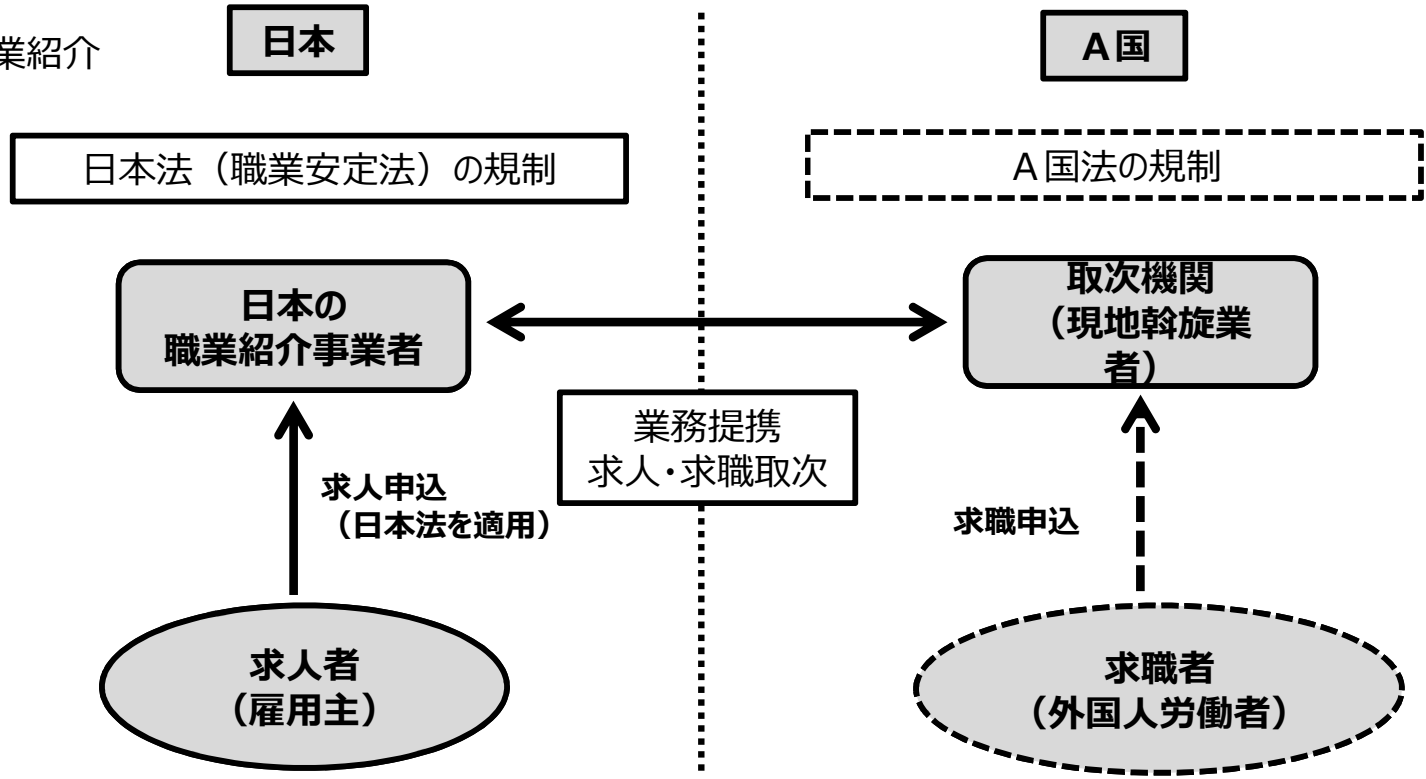 業紹介
日本
A国
日本法（職業安定法）の規制
A国法の規制
日本の
職業紹介事業者
取次機関
（現地斡旋業
者）
業務提携
求人・求職取次
求人申込
（日本法を適用）
求職申込
求人者
（雇用主）
求職者
（外国人労働者）